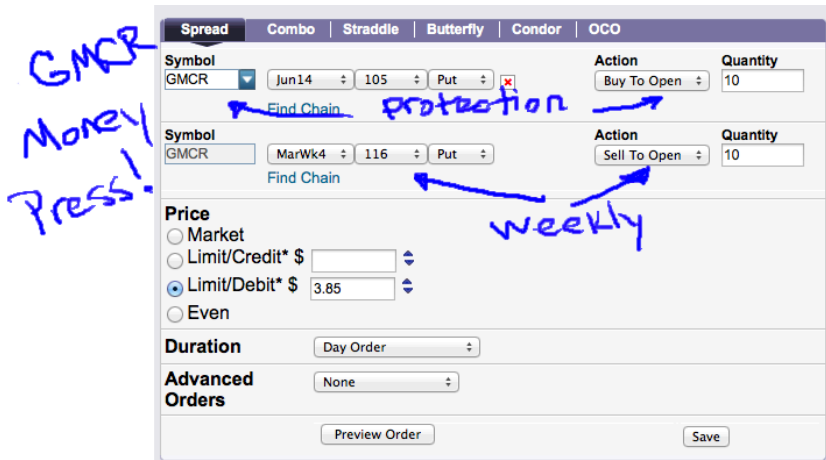 Spread Combo Straddle Butterfly Condor OCO
GMCR
Money
Press!
Symbol Action Quantity
GMCR Jun14 105 Put Buy To Open 10
Find Chain protection
Symbol Action Quantity
GMCR MarWk4 116 Put Sell To Open 10
Find Chain
weekly
Price
Market
Limit/Credit* $
Limit/Debit* $ 3.85
Even
Duration Day Order
Advanced None
Orders
Preview Order Save